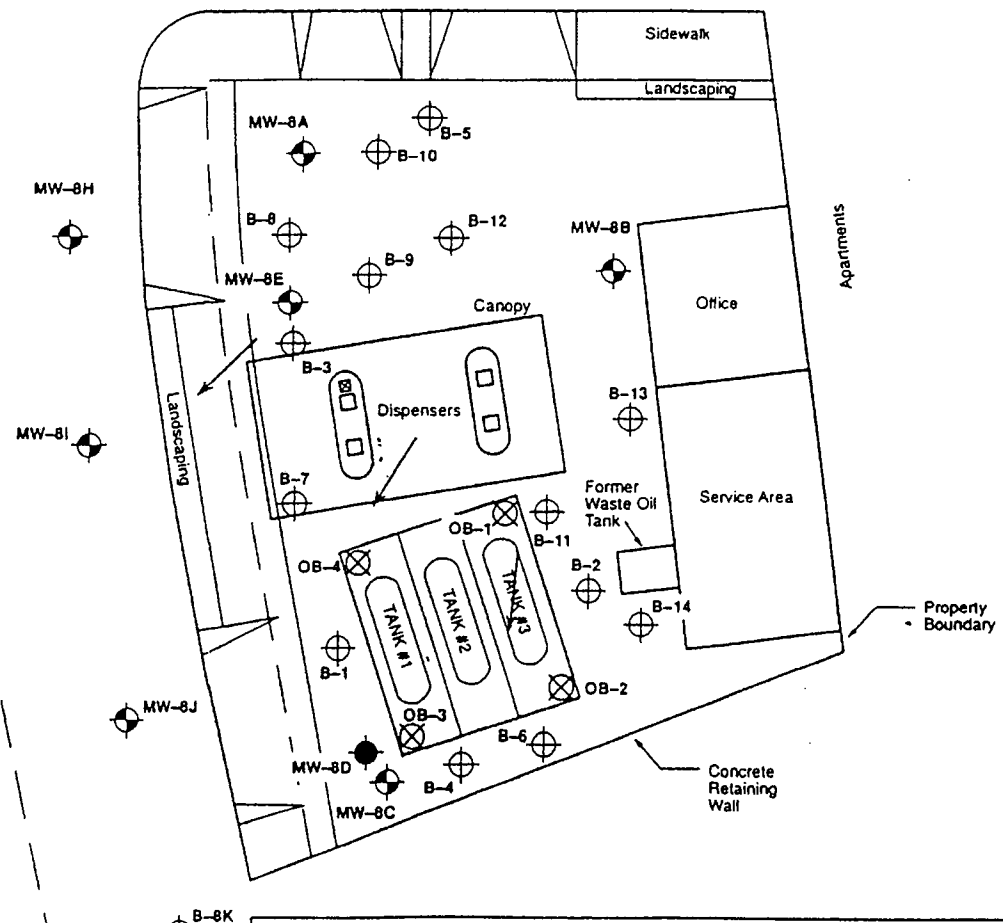 Sidewalk
Landscaping
MW-8A
B-5
B-10
MW-8H
B-8
B-12
MW-8B
Apartments
B-9
MW-8E
Office
Canopy
B-3
Dispensers
B-13
Landscaping
MW-8I
B-7
Former
Waste Oil
Tank
Service Area
OB-1
B-11
OB-4
B-2
TANK #1
TANK #2
TANK #3
B-14
Property
Boundary
B-1
OB-2
MW-8J
OB-3
B-6
MW-8D
B-4
MW-8C
Concrete
Retaining
Wall
B-8K